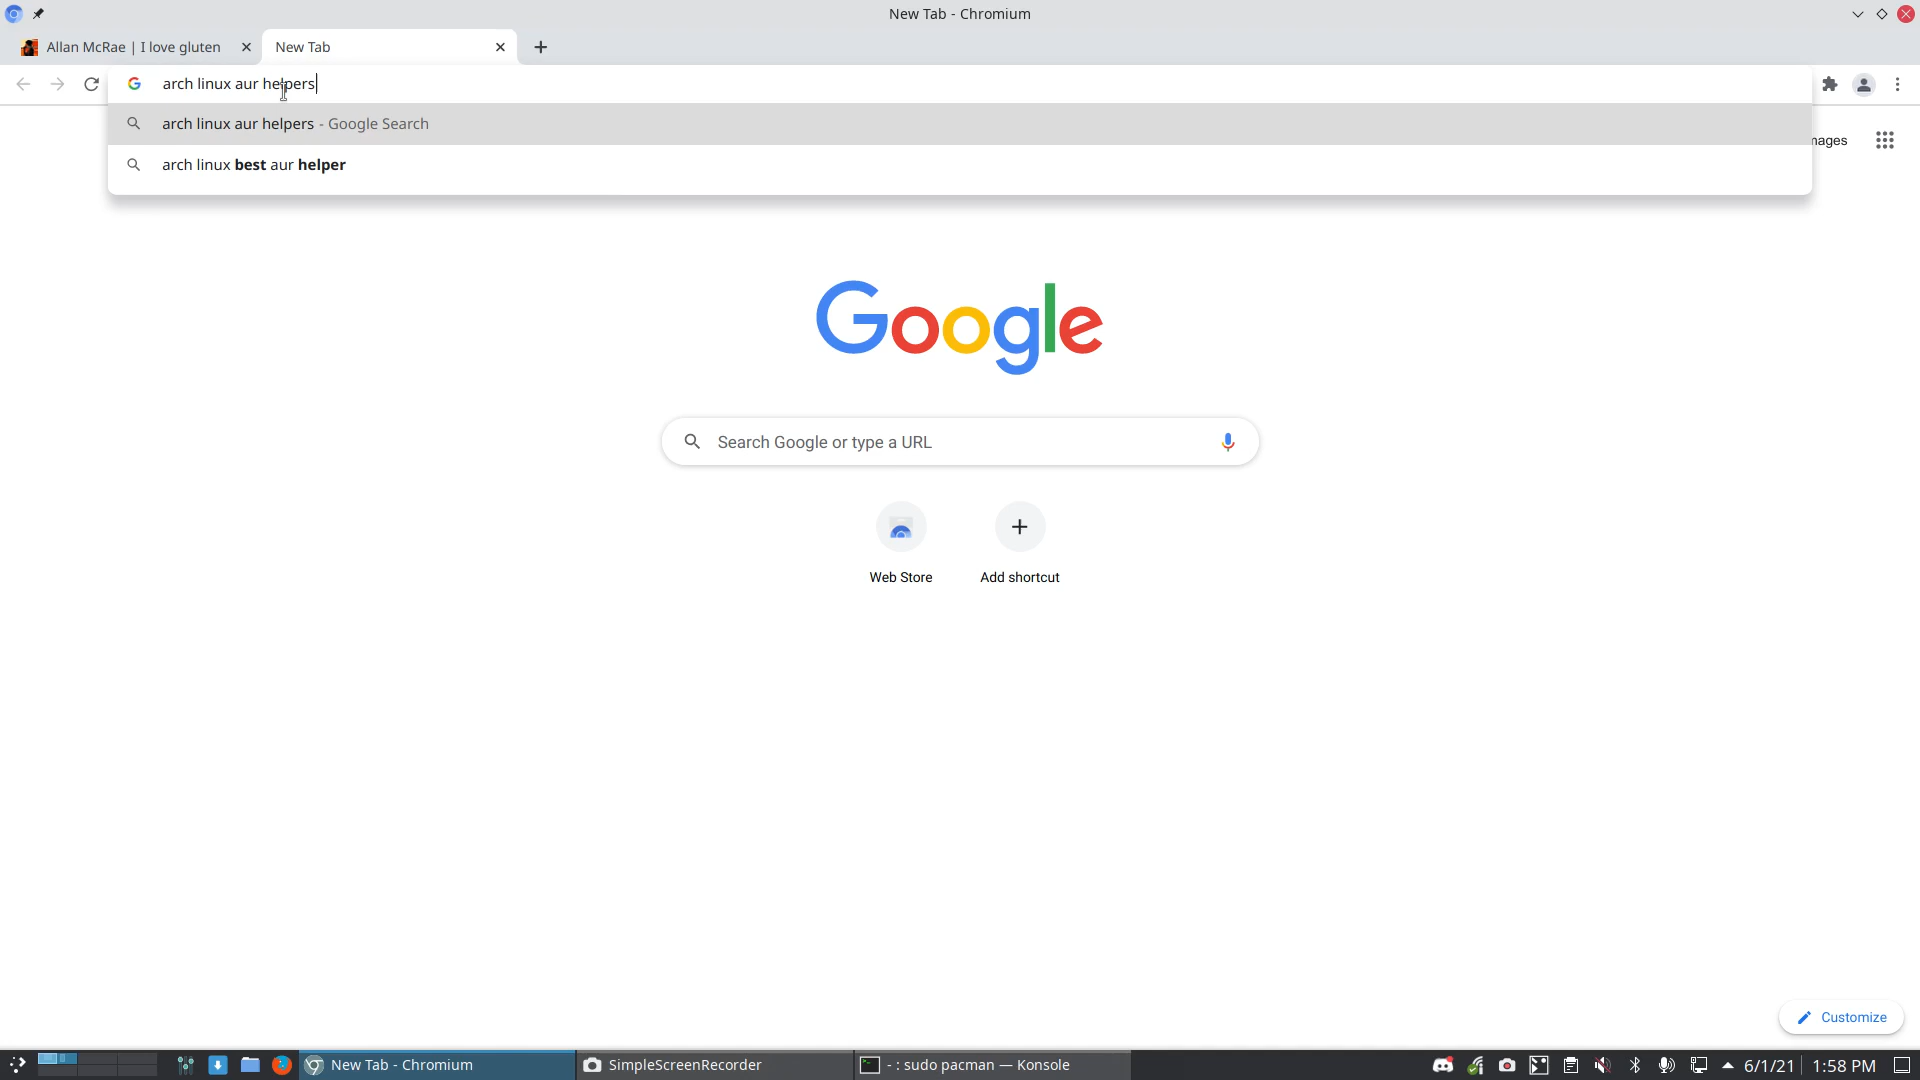 New Tab - Chromium
Allan McRae | I love gluten
New Tab
arch linux aur helpers
arch linux aur helpers - Google Search
arch linux best aur helper
mages
Google
Search Google or type a URL
Web Store
Add shortcut
Customize
New Tab - Chromium
SimpleScreenRecorder
- : sudo pacman — Konsole
6/1/21
1:58 PM